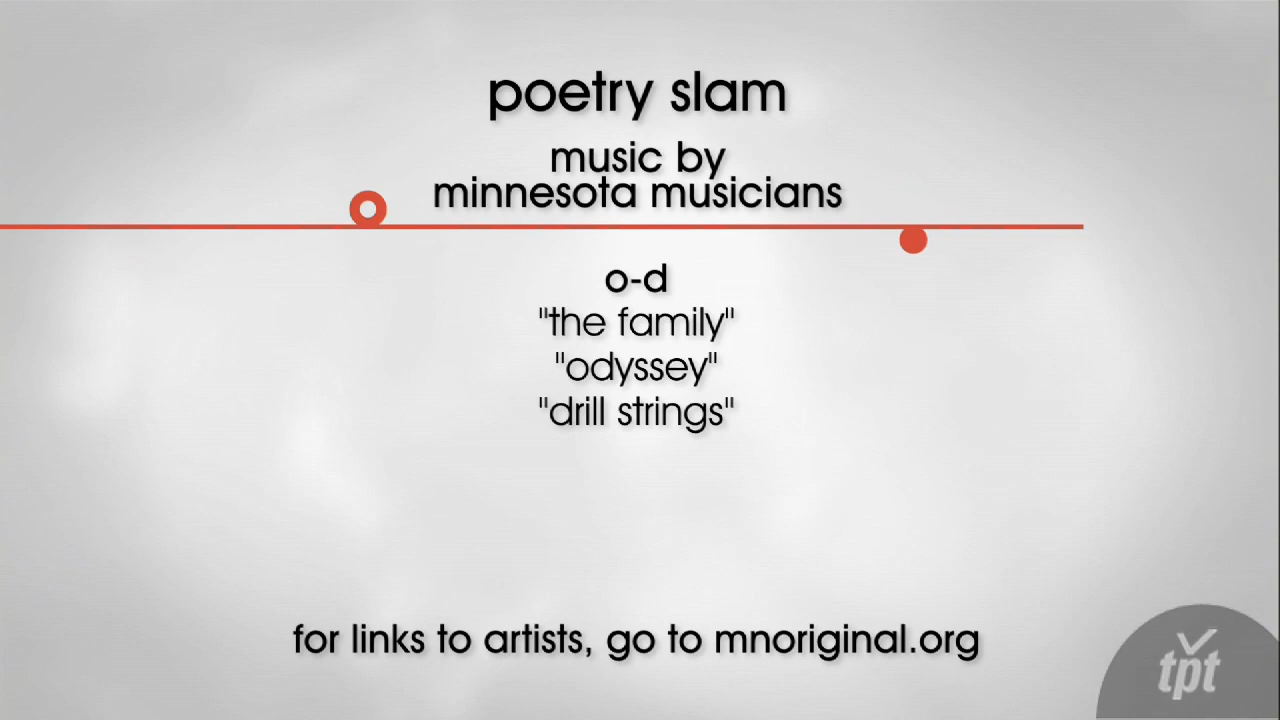 poetry slam
music by
minnesota musicians
o-d
"the family"
"odyssey"
"drill strings"
for links to artists, go to mnoriginal.org
tpt